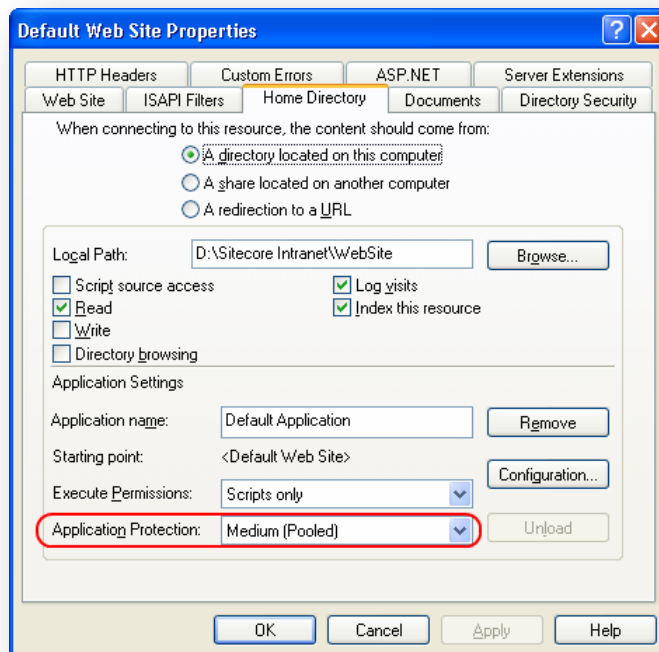 Default Web Site Properties
HTTP Headers Custom Errors ASP.NET Server Extensions
Web Site ISAPI Filters Home Directory Documents Directory Security
When connecting to this resource, the content should come from:
A directory located on this computer
A share located on another computer
A redirection to a URL
Local Path: D:\Sitecore Intranet\WebSite Browse...
Script source access Log visits
Read Index this resource
Write
Directory browsing
Application Settings
Application name: Default Application Remove
Starting point: <Default Web Site>
Configuration...
Execute Permissions: Scripts only
Application Protection: Medium (Pooled) Unload
OK Cancel Apply Help